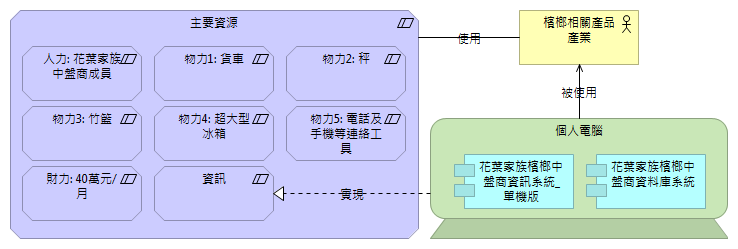 主要資源
人力: 花葉家族
中盤商成員
物力1: 貨車
物力2: 秤
物力3: 竹籃
物力4: 超大型
冰箱
物力5: 電話及
手機等連絡工
具
財力: 40萬元/
月
資訊
使用
檳榔相關產品
產業
被使用
實現
個人電腦
花葉家族檳榔中
盤商資訊系統_
單機版
花葉家族檳榔中
盤商資料庫系統